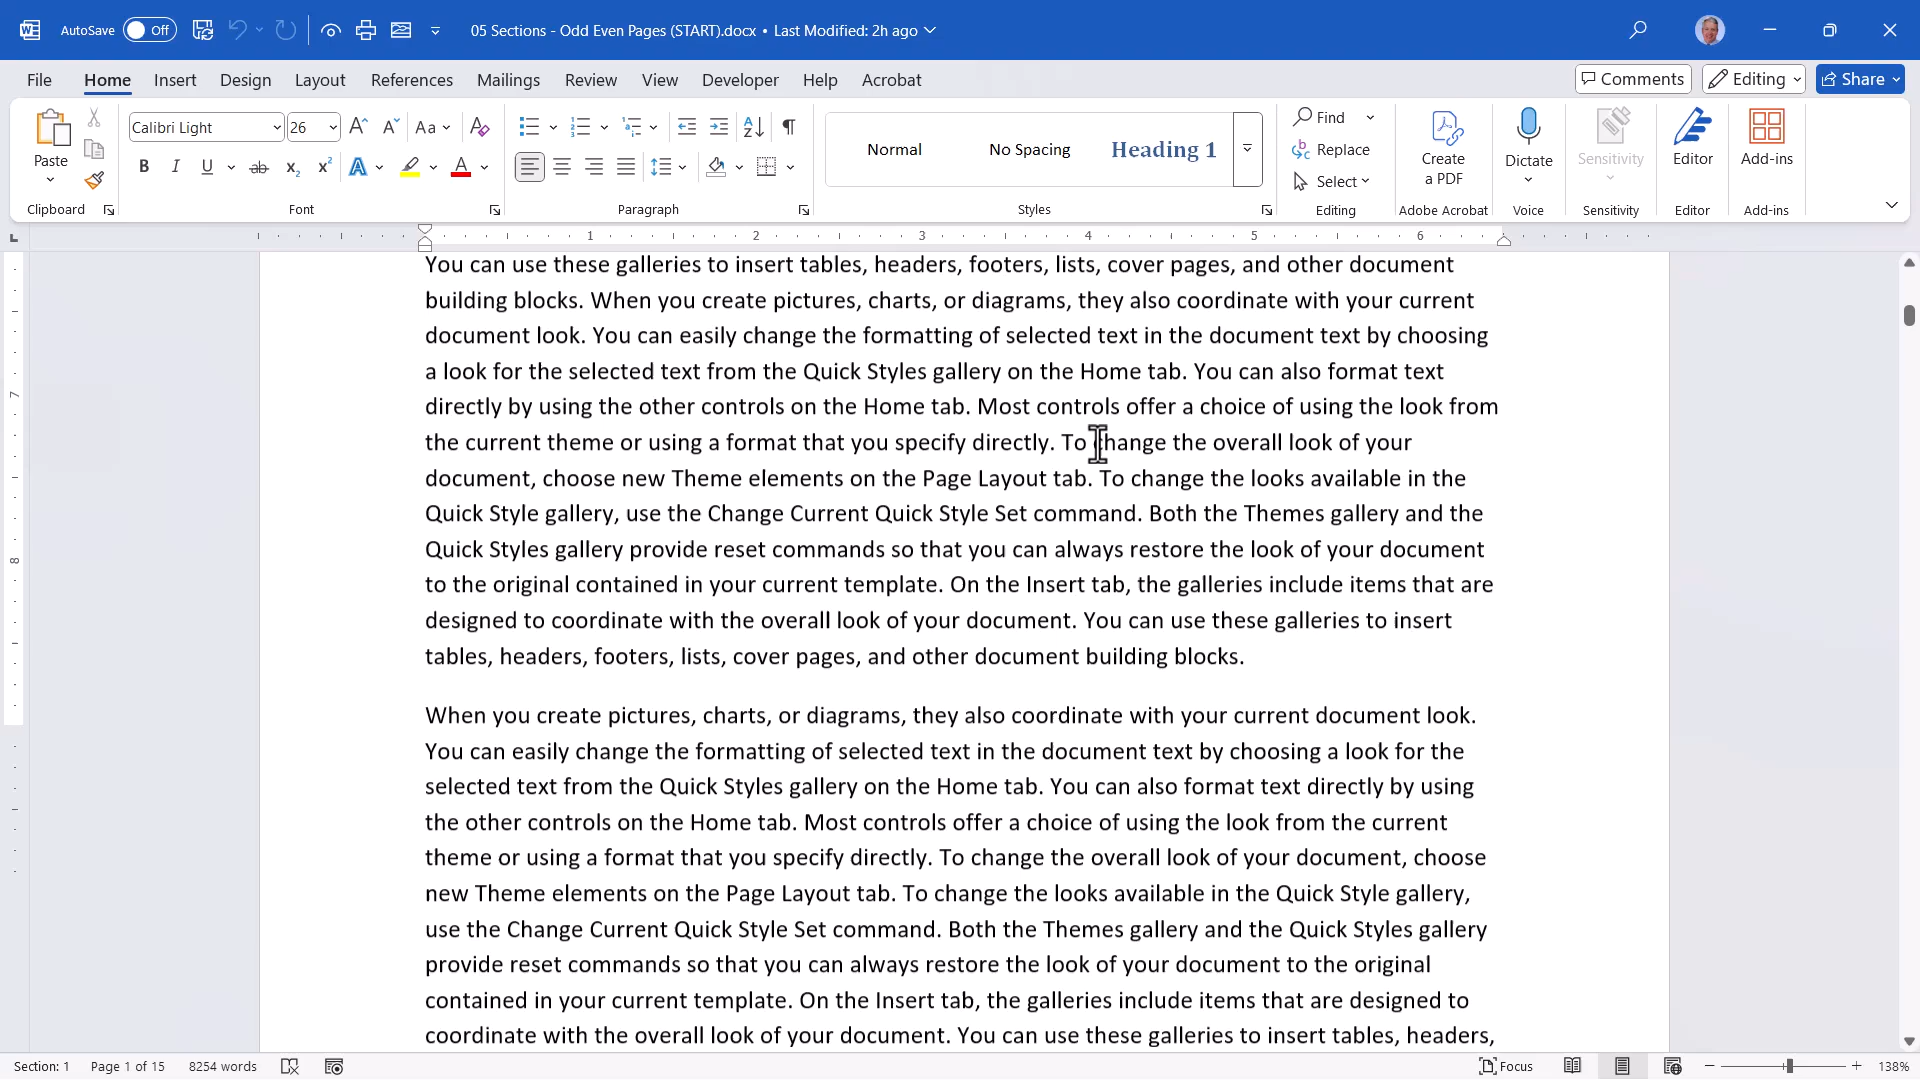 AutoSave Off 05 Sections - Odd Even Pages (START).docx • Last Modified: 2h ago
File Home Insert Design Layout References Mailings Review View Developer Help Acrobat Comments Editing Share
Paste
Clipboard
Calibri Light 26 Aa
B I U ab x₂ x² A A
Font
Paragraph
Normal No Spacing Heading 1
Styles
Find
Replace
Select
Editing
Create
a PDF
Adobe Acrobat
Dictate
Voice
Sensitivity
Sensitivity
Editor
Editor
Add-ins
Add-ins
1 2 3 4 5 6
7
8
You can use these galleries to insert tables, headers, footers, lists, cover pages, and other document
building blocks. When you create pictures, charts, or diagrams, they also coordinate with your current
document look. You can easily change the formatting of selected text in the document text by choosing
a look for the selected text from the Quick Styles gallery on the Home tab. You can also format text
directly by using the other controls on the Home tab. Most controls offer a choice of using the look from
the current theme or using a format that you specify directly. To change the overall look of your
document, choose new Theme elements on the Page Layout tab. To change the looks available in the
Quick Style gallery, use the Change Current Quick Style Set command. Both the Themes gallery and the
Quick Styles gallery provide reset commands so that you can always restore the look of your document
to the original contained in your current template. On the Insert tab, the galleries include items that are
designed to coordinate with the overall look of your document. You can use these galleries to insert
tables, headers, footers, lists, cover pages, and other document building blocks.
When you create pictures, charts, or diagrams, they also coordinate with your current document look.
You can easily change the formatting of selected text in the document text by choosing a look for the
selected text from the Quick Styles gallery on the Home tab. You can also format text directly by using
the other controls on the Home tab. Most controls offer a choice of using the look from the current
theme or using a format that you specify directly. To change the overall look of your document, choose
new Theme elements on the Page Layout tab. To change the looks available in the Quick Style gallery,
use the Change Current Quick Style Set command. Both the Themes gallery and the Quick Styles gallery
provide reset commands so that you can always restore the look of your document to the original
contained in your current template. On the Insert tab, the galleries include items that are designed to
coordinate with the overall look of your document. You can use these galleries to insert tables, headers,
Section: 1 Page 1 of 15 8254 words Focus 138%